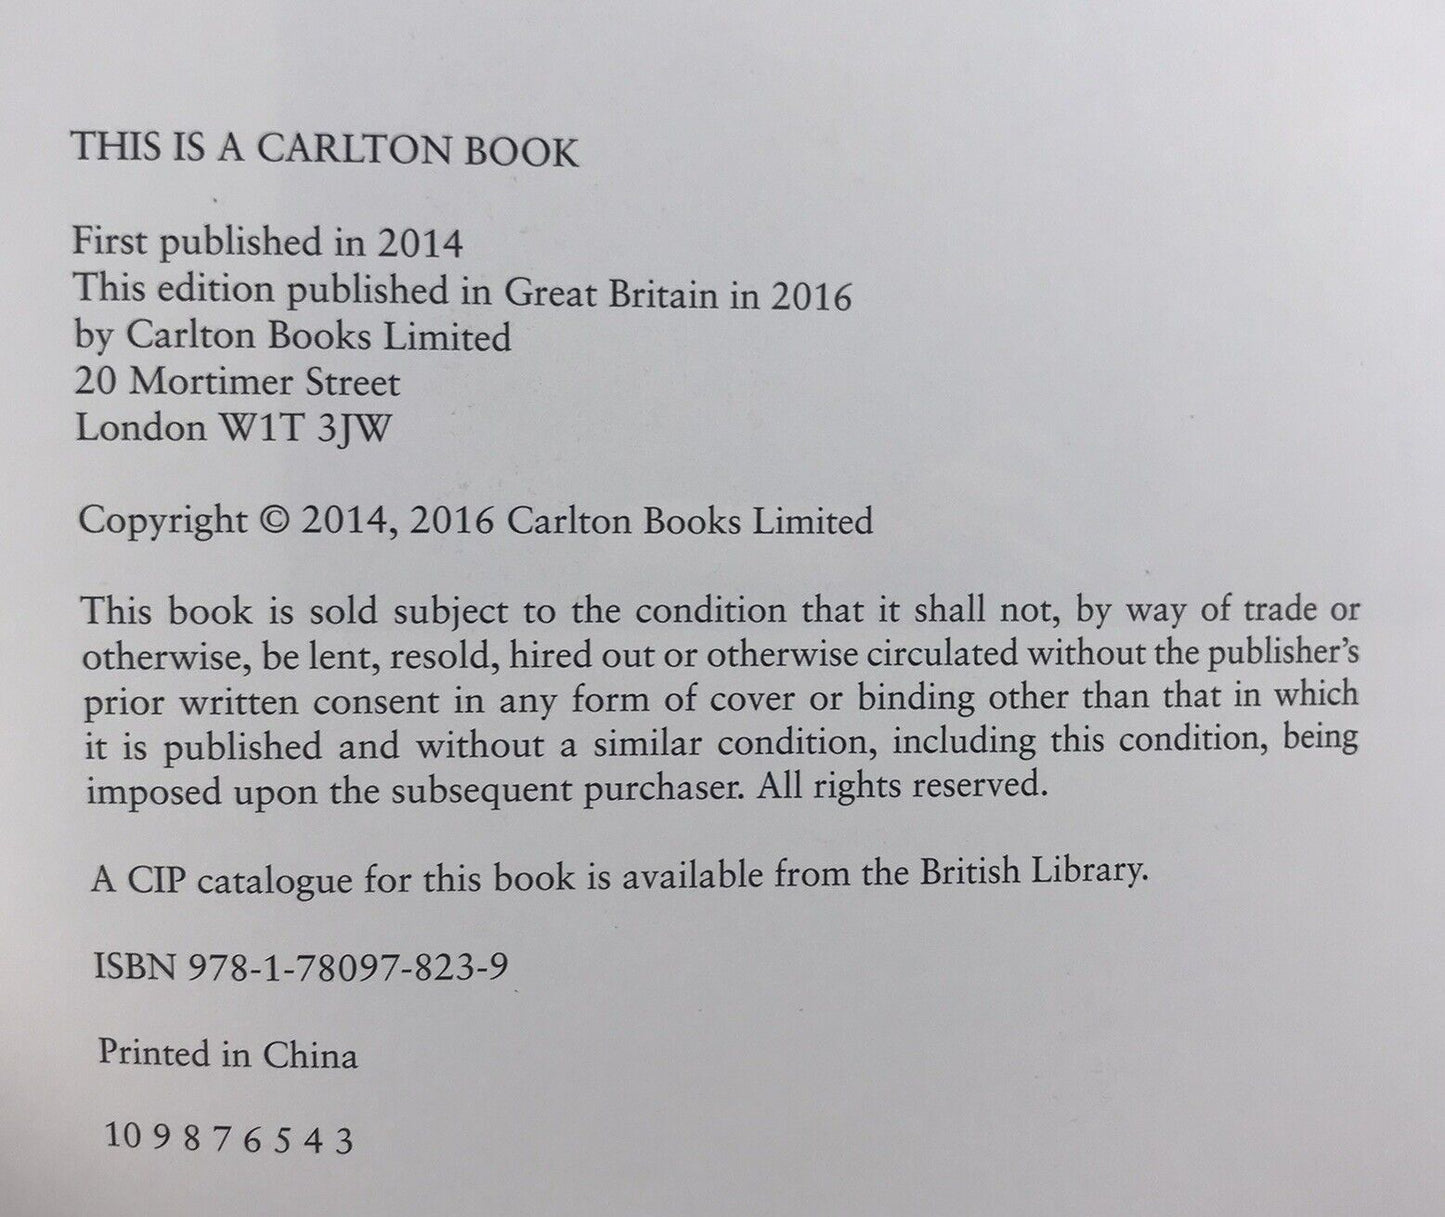 THIS IS A CARLTON BOOK
First published in 2014
This edition published in Great Britain in 2016
by Carlton Books Limited
20 Mortimer Street
London W1T 3JW
Copyright © 2014, 2016 Carlton Books Limited
This book is sold subject to the condition that it shall not, by way of trade or
otherwise, be lent, resold, hired out or otherwise circulated without the publisher's
prior written consent in any form of cover or binding other than that in which
it is published and without a similar condition, including this condition, being
imposed upon the subsequent purchaser. All rights reserved.
A CIP catalogue for this book is available from the British Library.
ISBN 978-1-78097-823-9
Printed in China
10 9 8 7 6 5 4 3